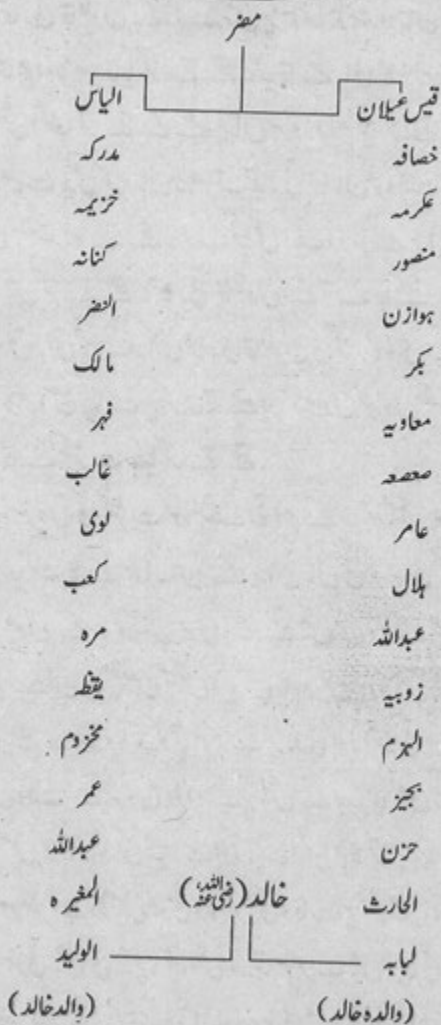 مضر
قیس عیلان الیاس
خصافہ مدرکہ
عکرمہ خزیمہ
منصور کنانہ
ہوازن النضر
بکر مالک
معاویہ فہر
صعصعہ غالب
عامر لوی
ہلال کعب
عبداللہ مرہ
زوبیہ یقظہ
الہزم مخزوم
بجیز عمر
حزن عبداللہ
الحارث خالد (رضی اللہ عنہ) المغیرہ
لبابہ الولید
(والدہ خالد) (والد خالد)